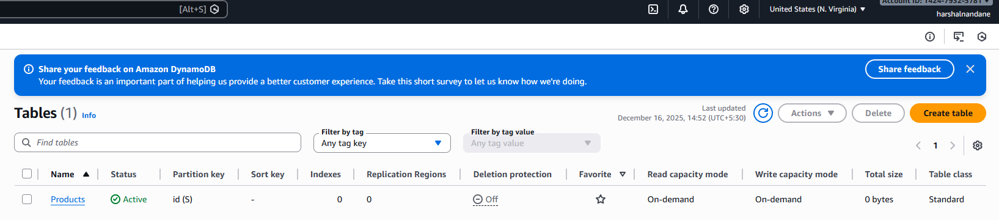 [Alt+S]
United States (N. Virginia)
Account ID: 1424-7932-5781
harshalnandane
Share your feedback on Amazon DynamoDB
Your feedback is an important part of helping us provide a better customer experience. Take this short survey to let us know how we're doing.
Share feedback
Tables (1) Info
Last updated
December 16, 2025, 14:52 (UTC+5:30)
Actions
Delete
Create table
Find tables
Filter by tag
Any tag key
Filter by tag value
Any tag value
1
Name Status Partition key Sort key Indexes Replication Regions Deletion protection Favorite Read capacity mode Write capacity mode Total size Table class
Products Active id (S) - 0 0 Off On-demand On-demand 0 bytes Standard